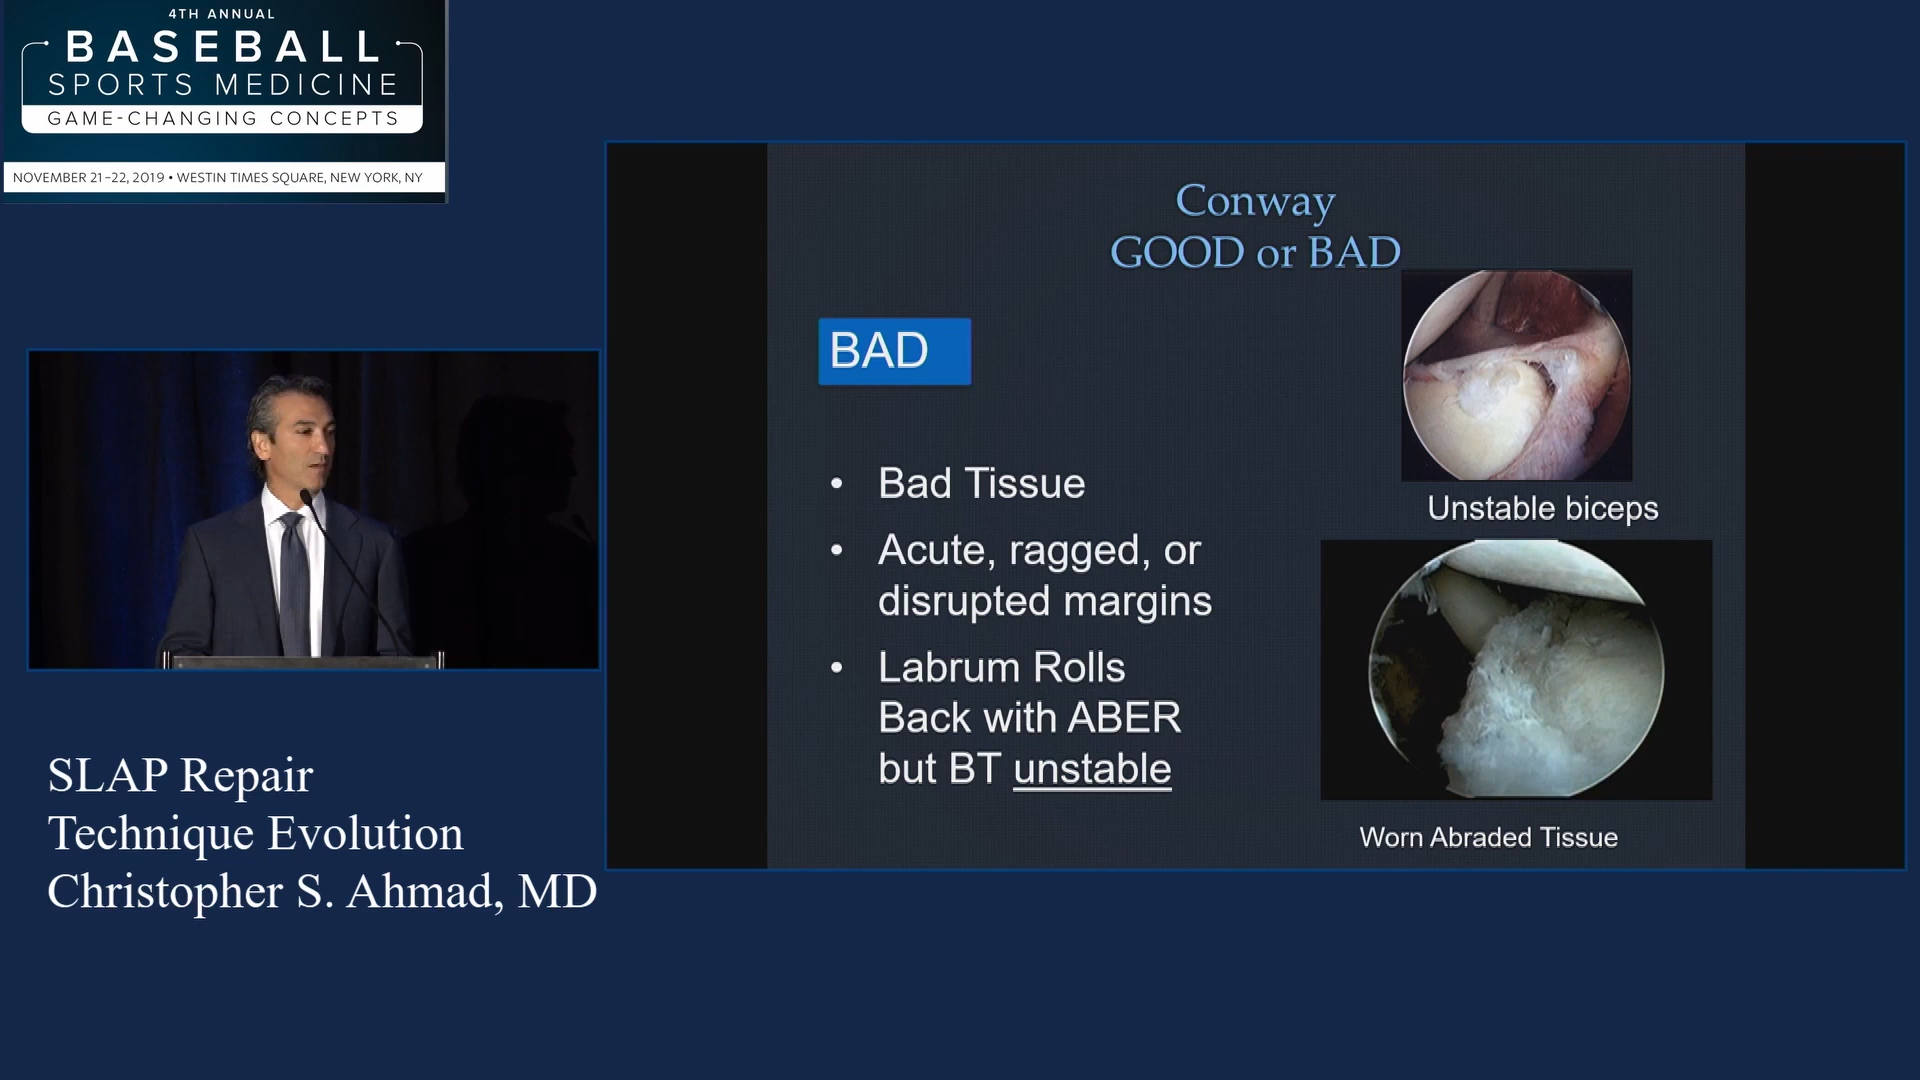 4TH ANNUAL
BASEBALL
SPORTS MEDICINE
GAME-CHANGING CONCEPTS
NOVEMBER 21-22, 2019 • WESTIN TIMES SQUARE, NEW YORK, NY
Conway
GOOD or BAD
BAD
• Bad Tissue
• Acute, ragged, or
disrupted margins
• Labrum Rolls
Back with ABER
but BT unstable
Unstable biceps
Worn Abraded Tissue
SLAP Repair
Technique Evolution
Christopher S. Ahmad, MD